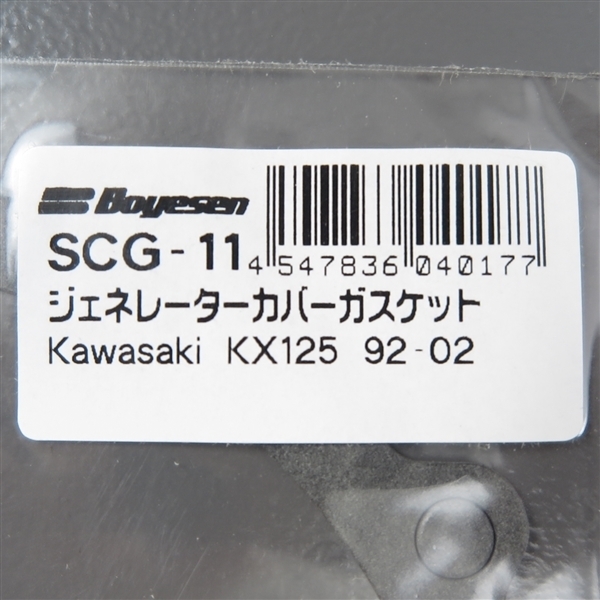 Boyesen
SCG-11
4 547836 040177
ジェネレーターカバーガスケット
Kawasaki KX125 92-02